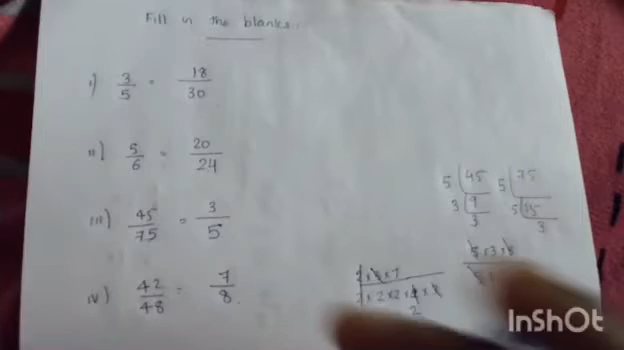 Fill in the blanks.
i) 3/5 = 18/30
ii) 5/6 = 20/24
iii) 45/75 = 3/5
iv) 42/48 = 7/8
5 | 45
3 | 9
3
5 | 75
5 | 15
3
InShOt